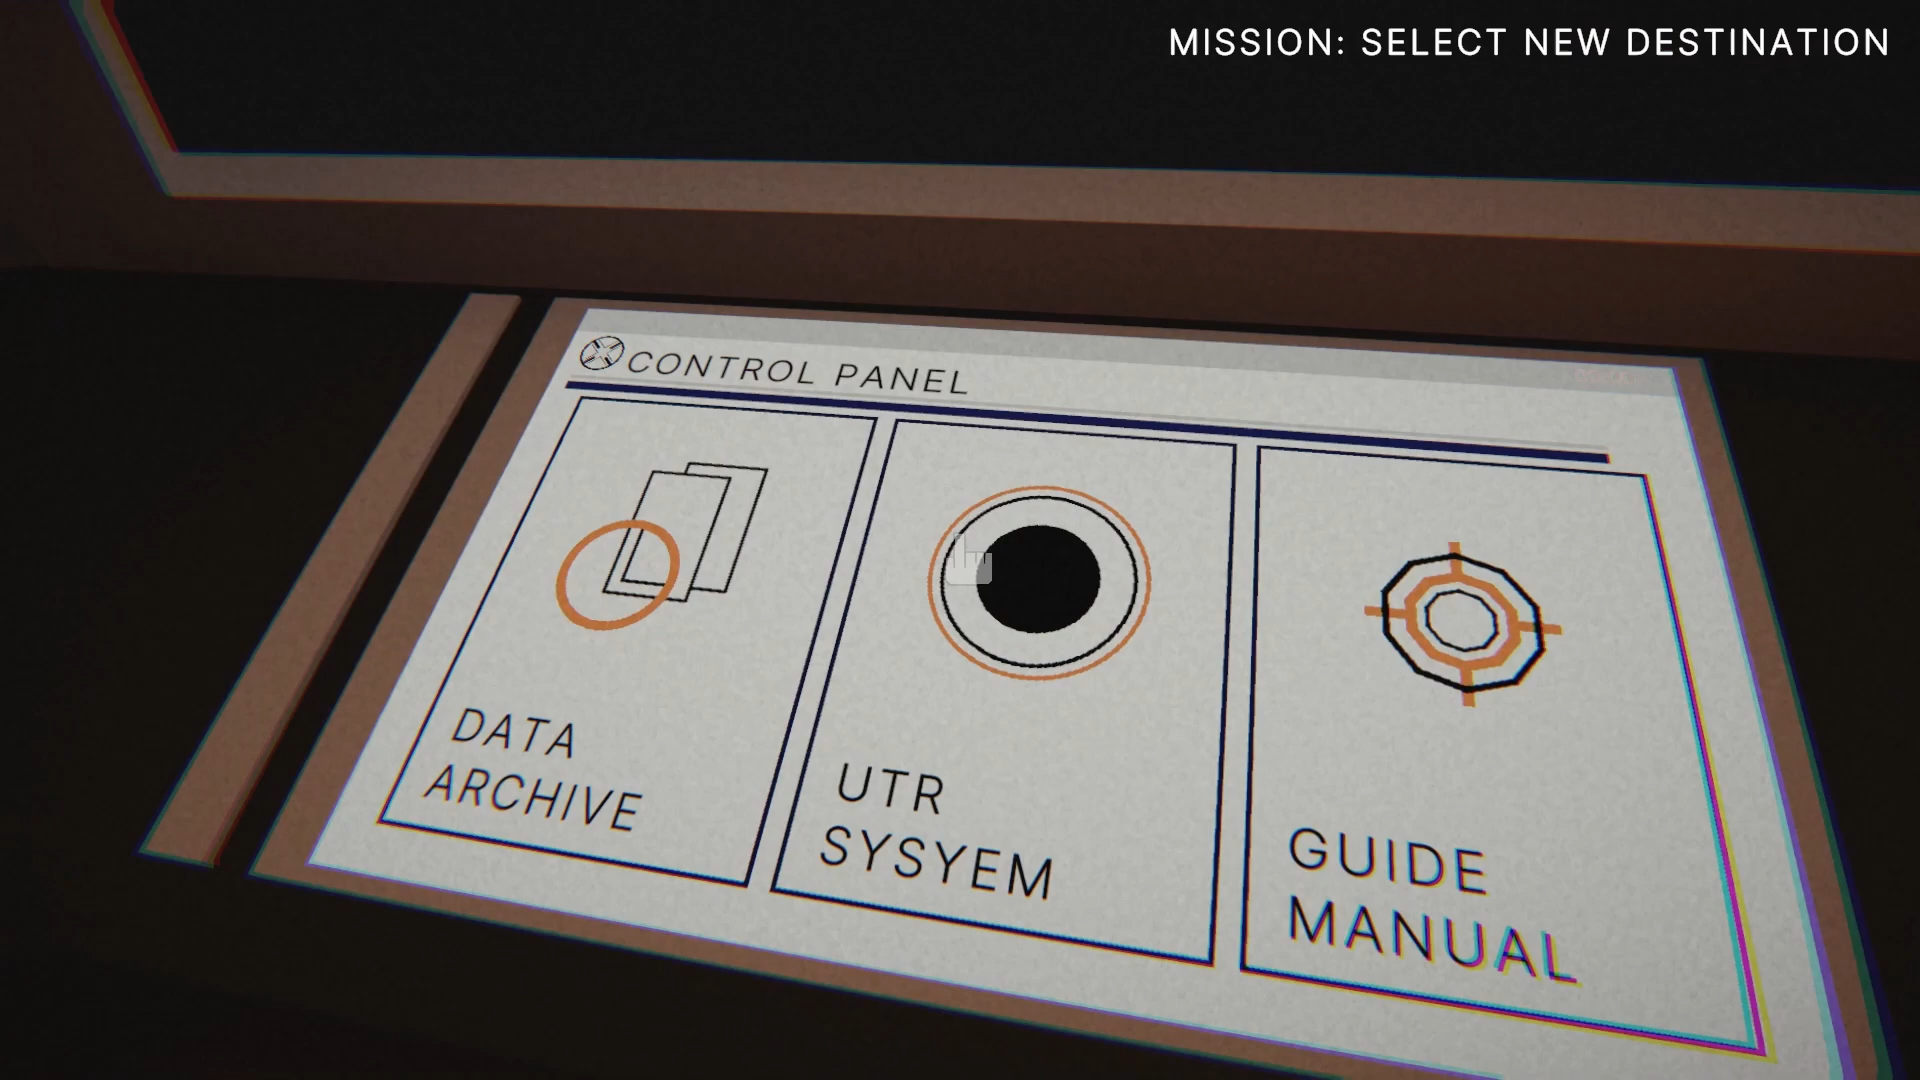 MISSION: SELECT NEW DESTINATION
CONTROL PANEL
DATA
ARCHIVE
UTR
SYSYEM
GUIDE
MANUAL